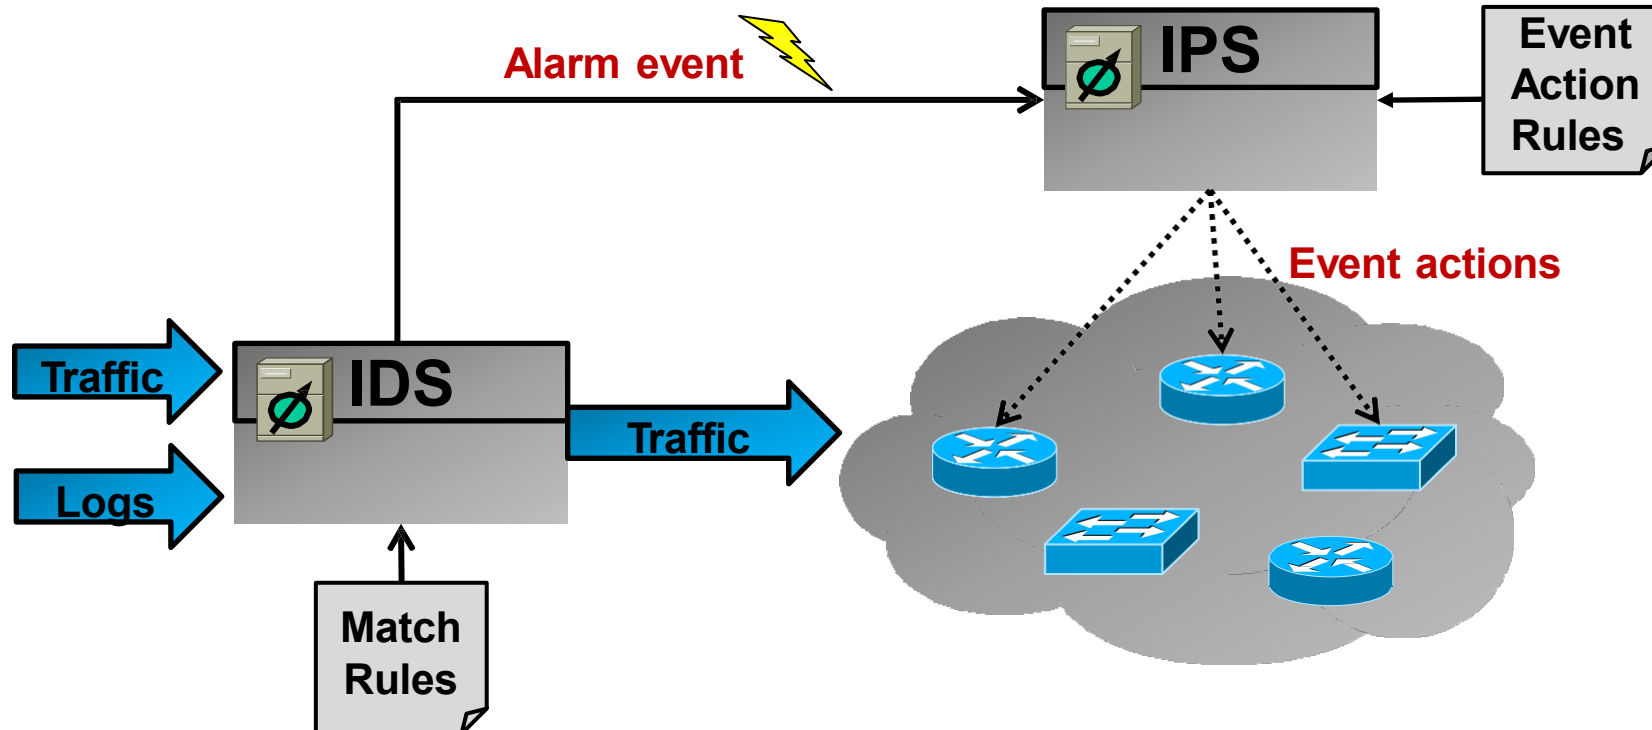 Alarm event
IPS
Event
Action
Rules
Event actions
Traffic
IDS
Traffic
Logs
Match
Rules